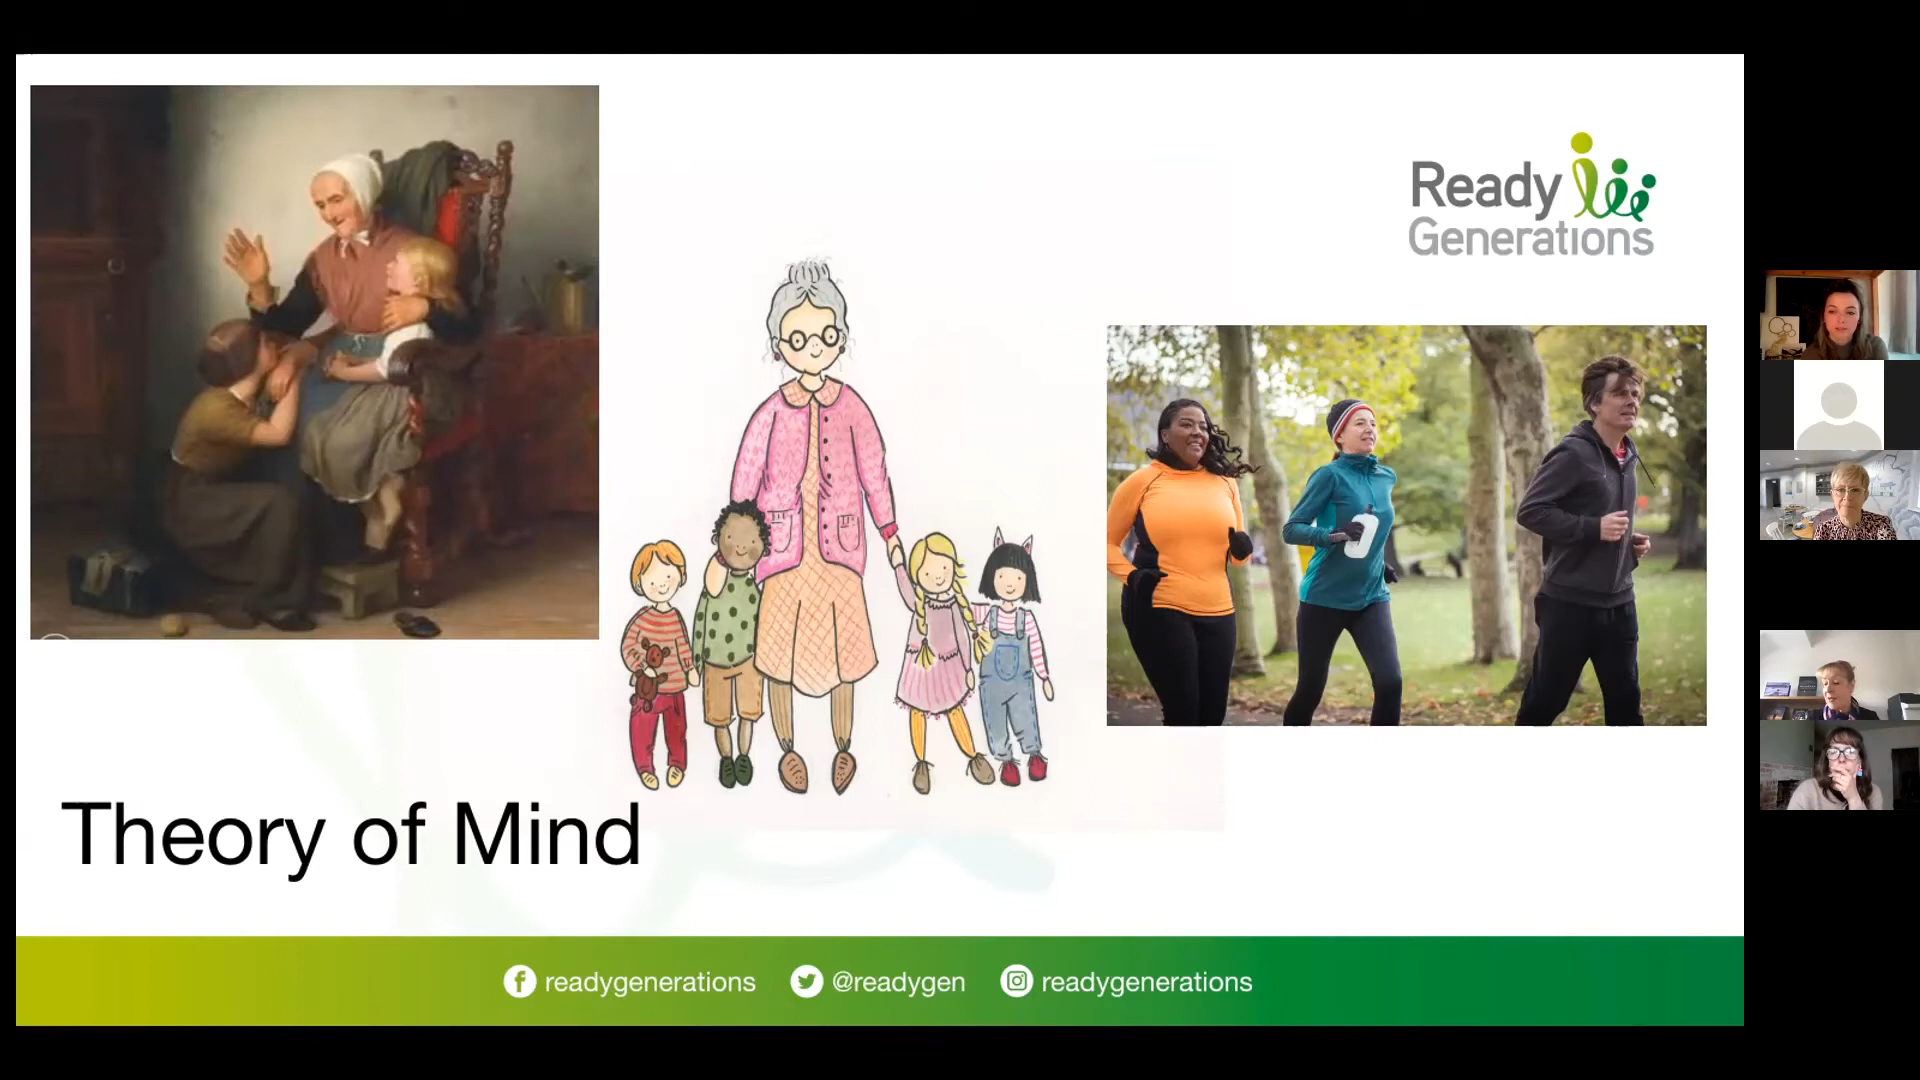 Ready
Generations
Theory of Mind
readygenerations
@readygen
readygenerations